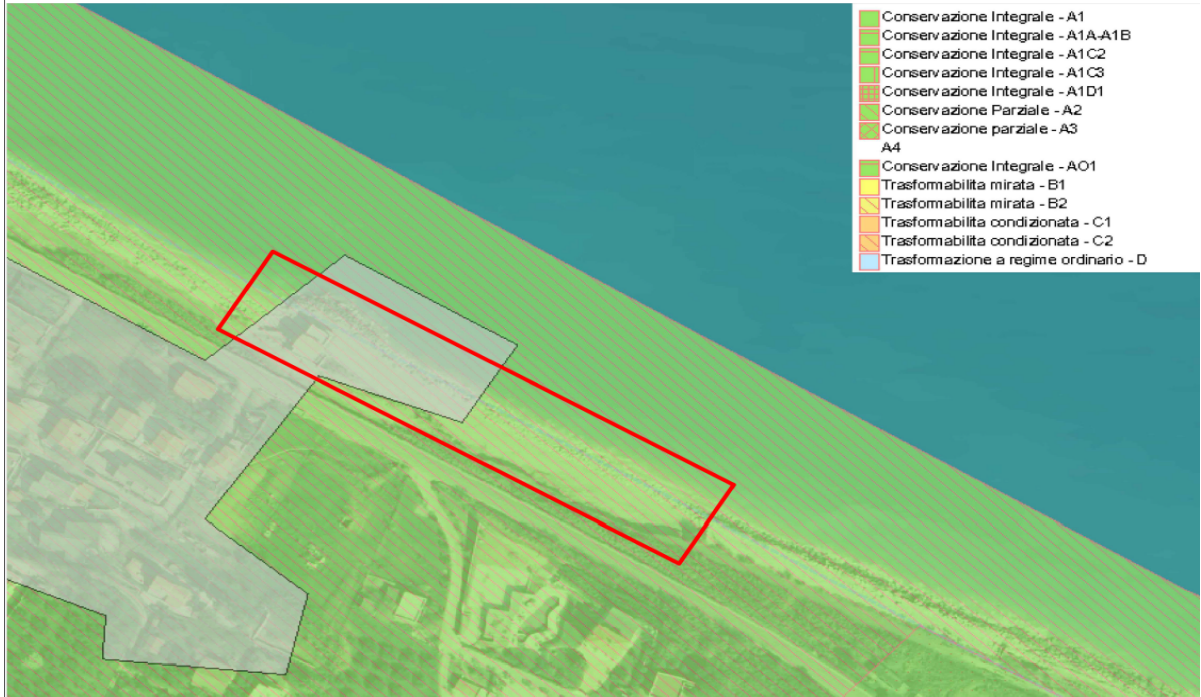 Conservazione Integrale - A1
Conservazione Integrale - A1A-A1B
Conservazione Integrale - A1C2
Conservazione Integrale - A1C3
Conservazione Integrale - A1D1
Conservazione Parziale - A2
Conservazione parziale - A3
A4
Conservazione Integrale - AO1
Trasformabilita mirata - B1
Trasformabilita mirata - B2
Trasformabilita condizionata - C1
Trasformabilita condizionata - C2
Trasformazione a regime ordinario - D